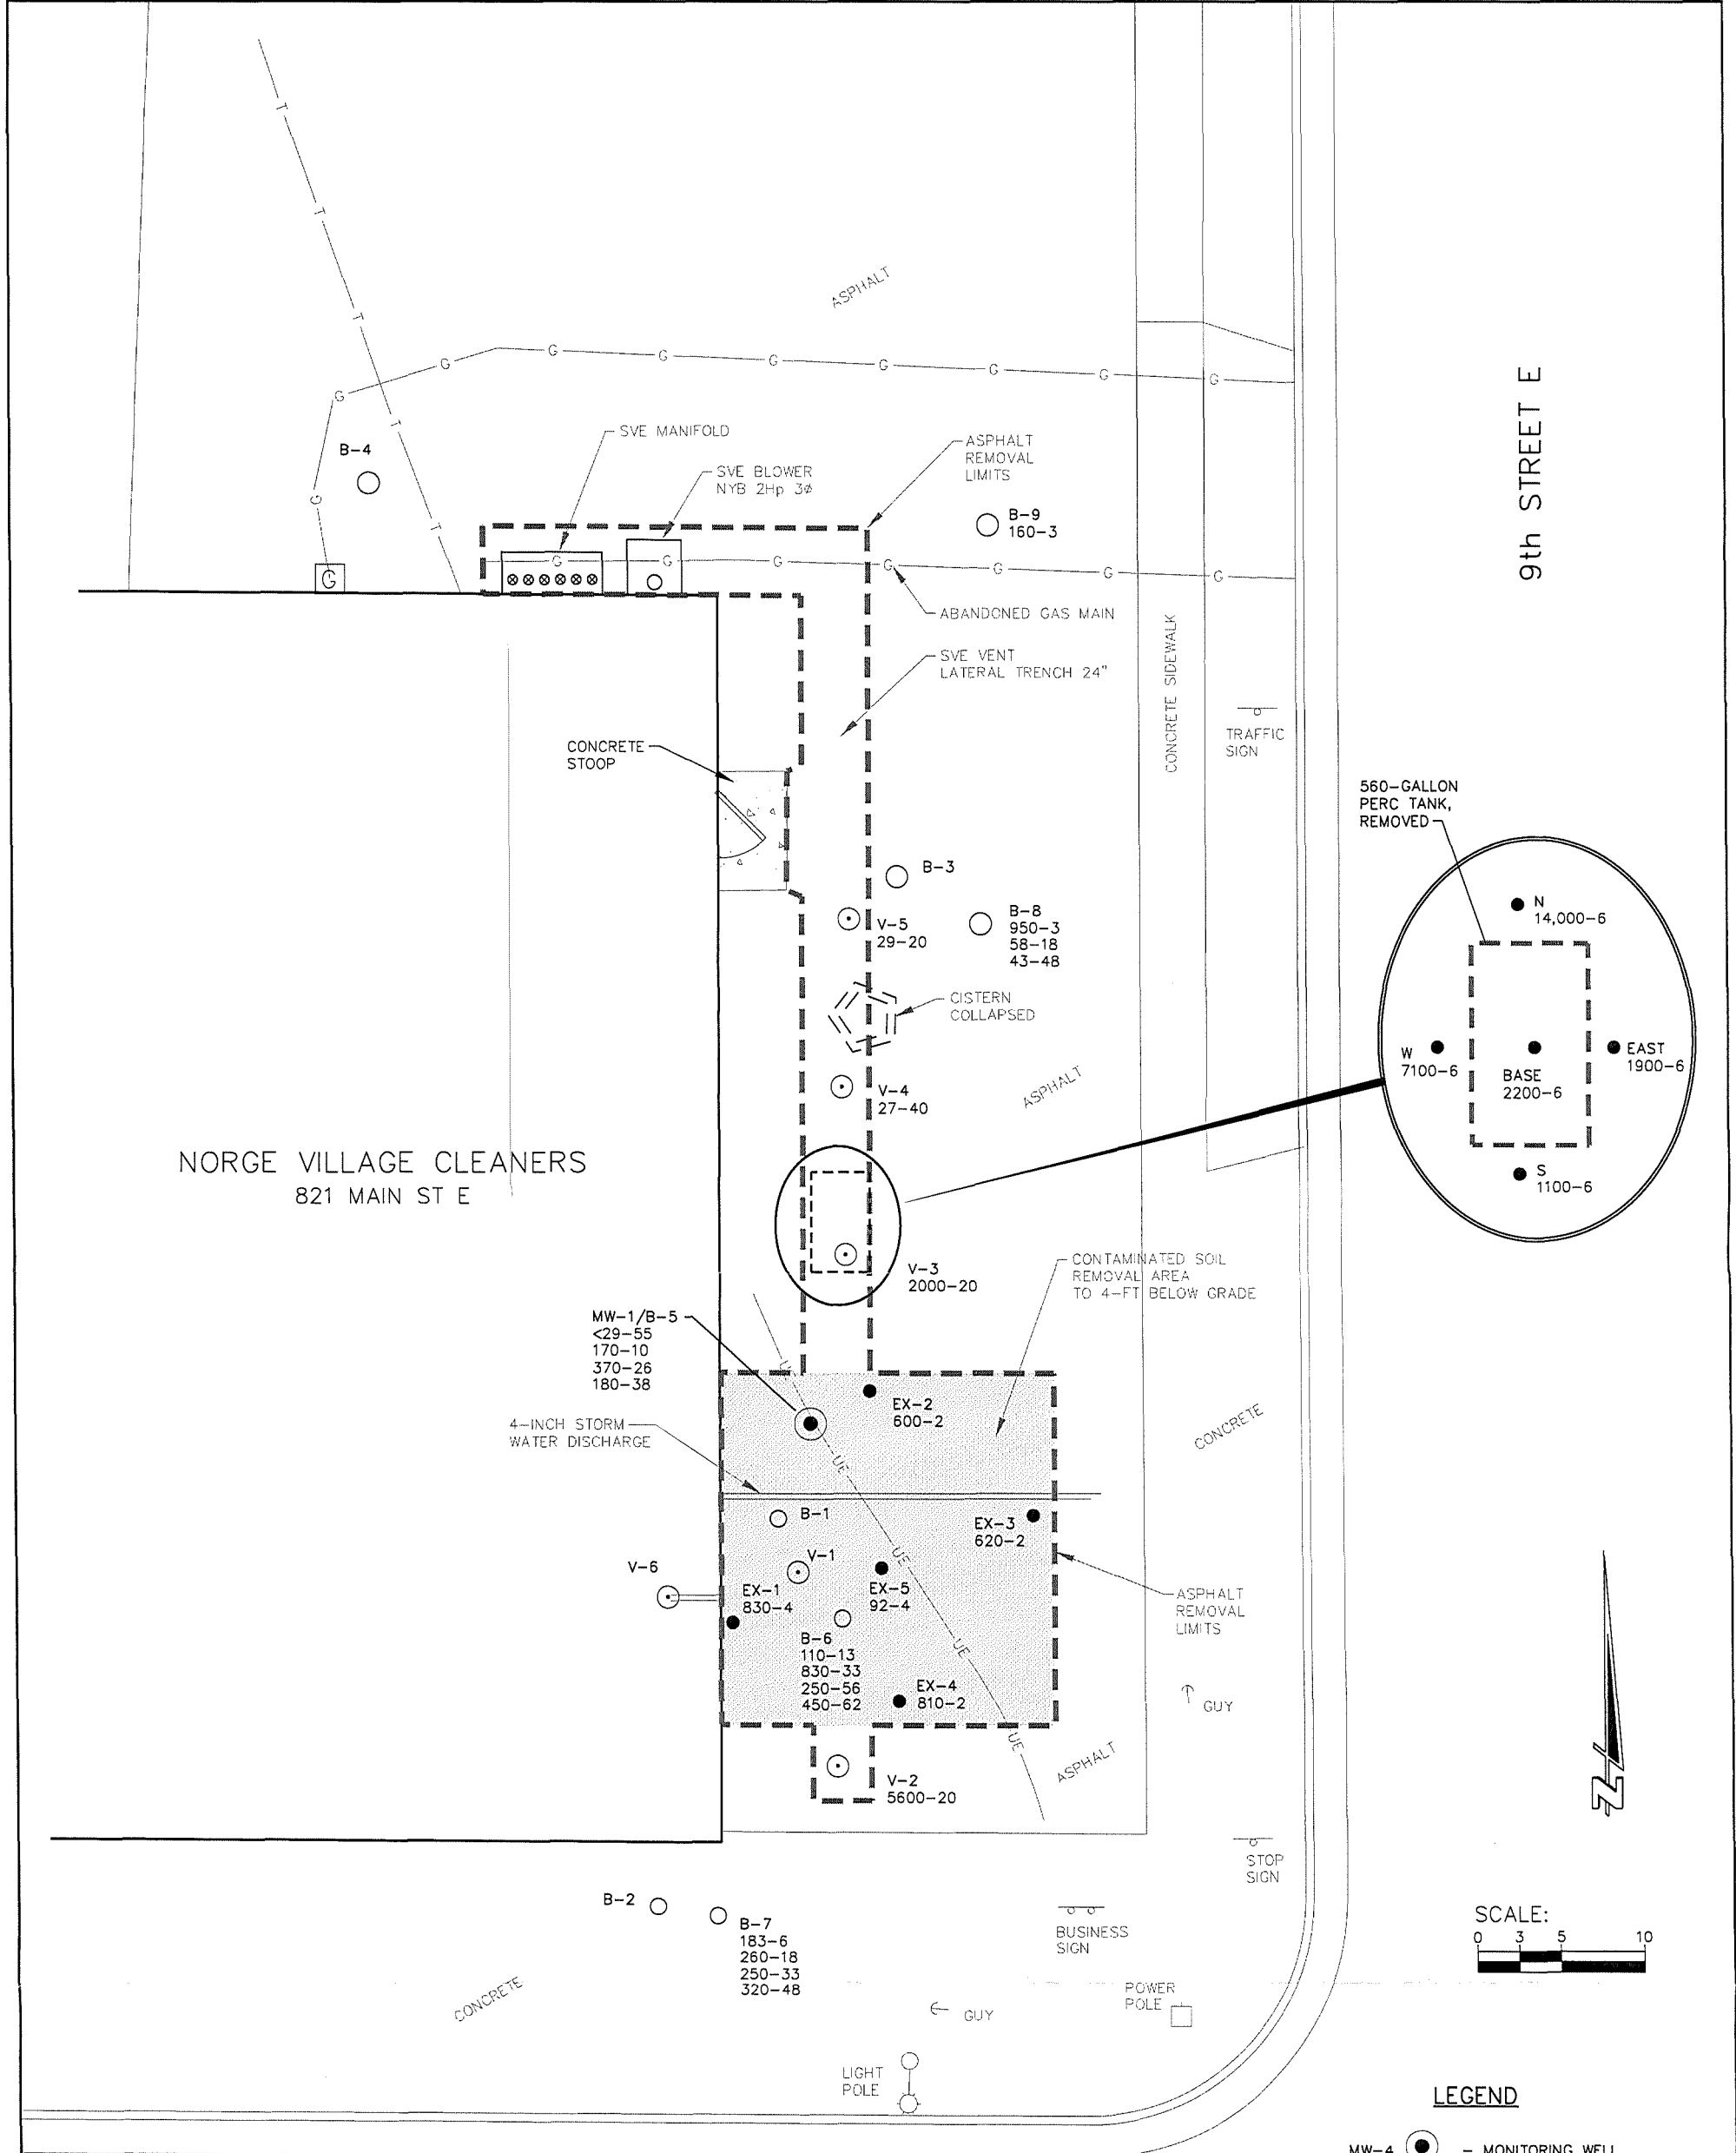 T
T
T
T
T
ASPHALT
G
G
G
G
G
G
G
G
G
G
9th STREET E
B-4
SVE MANIFOLD
SVE BLOWER
NYB 2Hp 3ø
ASPHALT
REMOVAL
LIMITS
B-9
160-3
G
G
G
G
G
G
G
G
ABANDONED GAS MAIN
SVE VENT
LATERAL TRENCH 24"
CONCRETE SIDEWALK
TRAFFIC
SIGN
CONCRETE
STOOP
560-GALLON
PERC TANK,
REMOVED
B-3
V-5
29-20
B-8
950-3
58-18
43-48
N
14,000-6
CISTERN
COLLAPSED
W
7100-6
BASE
2200-6
EAST
1900-6
S
1100-6
V-4
27-40
ASPHALT
NORGE VILLAGE CLEANERS
821 MAIN ST E
V-3
2000-20
CONTAMINATED SOIL
REMOVAL AREA
TO 4-FT BELOW GRADE
MW-1/B-5
<29-55
170-10
370-26
180-38
UE
EX-2
600-2
4-INCH STORM
WATER DISCHARGE
CONCRETE
UE
B-1
EX-3
620-2
V-6
V-1
UE
EX-1
830-4
EX-5
92-4
ASPHALT
REMOVAL
LIMITS
B-6
110-13
830-33
250-56
450-62
UE
EX-4
810-2
GUY
UE
ASPHALT
V-2
5600-20
N
STOP
SIGN
B-2
B-7
183-6
260-18
250-33
320-48
BUSINESS
SIGN
SCALE:
0 3 5 10
CONCRETE
GUY
POWER
POLE
LIGHT
POLE
LEGEND
MW-4 - MONITORING WELL